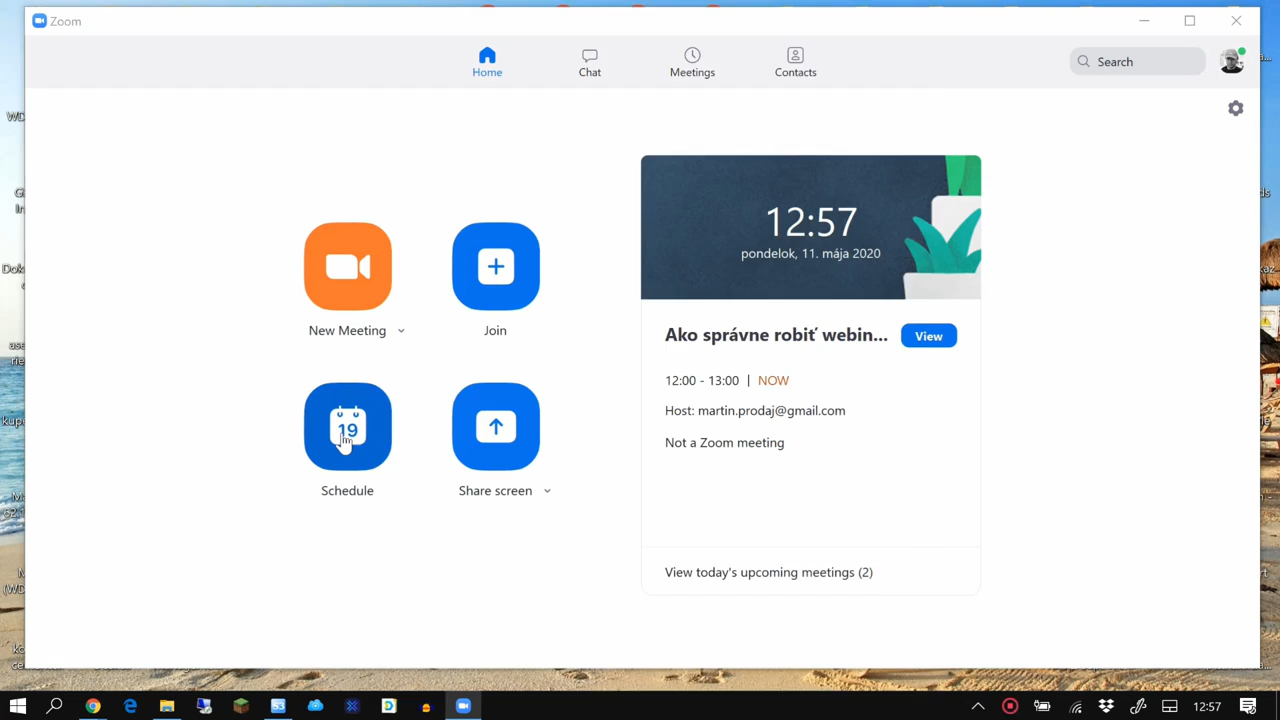 Zoom
Home
Chat
Meetings
Contacts
Search
12:57
pondelok, 11. mája 2020
New Meeting
Join
Ako správne robiť webin...
View
12:00 - 13:00 | NOW
Host: martin.prodaj@gmail.com
19
Not a Zoom meeting
Schedule
Share screen
View today's upcoming meetings (2)
12:57